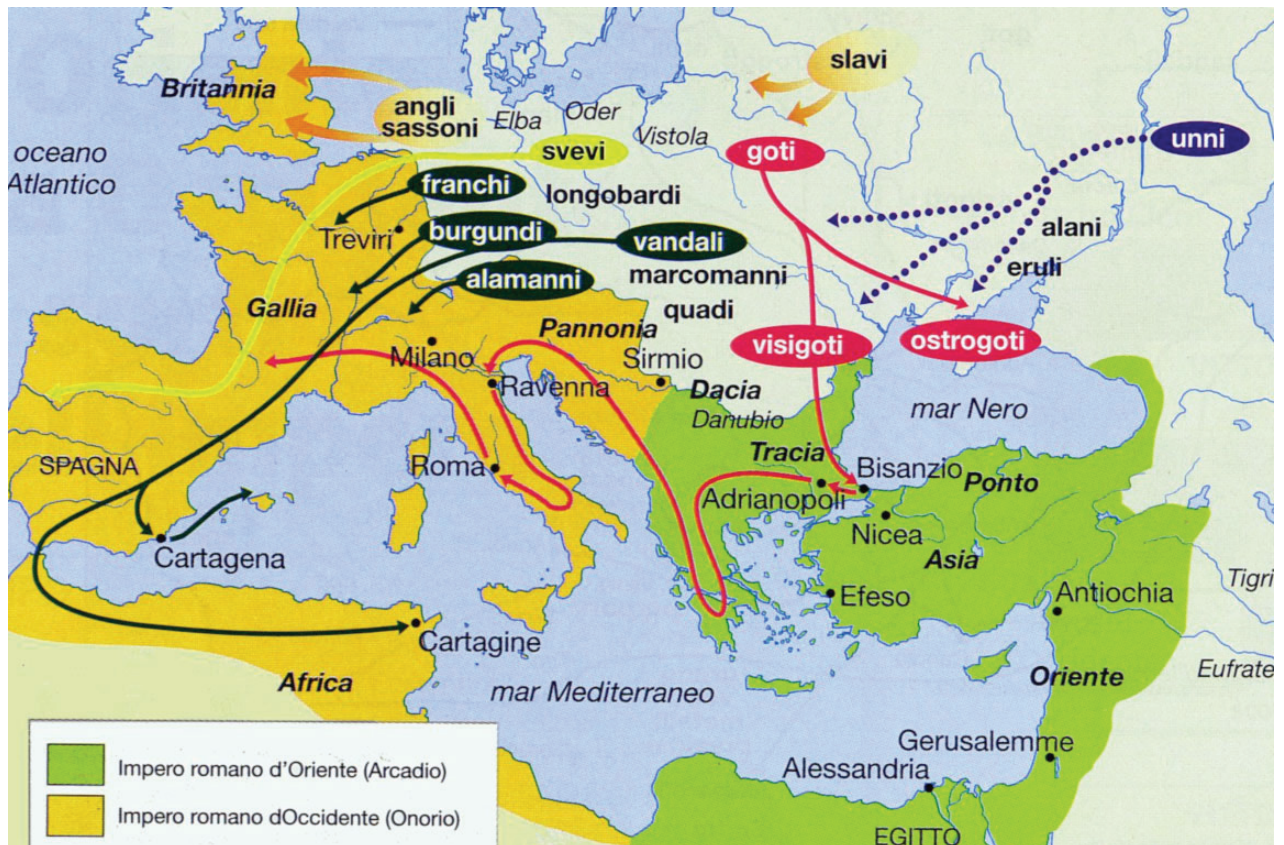 slavi
Britannia
angli
sassoni
Elba
Oder
Vistola
oceano
Atlantico
svevi
goti
unni
franchi
longobardi
Treviri
burgundi
vandali
alani
marcomanni
eruli
alamanni
quadi
Gallia
Pannonia
visigoti
ostrogoti
Milano
Sirmio
Ravenna
Dacia
Danubio
mar Nero
Tracia
SPAGNA
Roma
Bisanzio
Ponto
Adrianopoli
Nicea
Cartagena
Asia
Tigri
Efeso
Antiochia
Cartagine
Africa
mar Mediterraneo
Oriente
Eufrate
Gerusalemme
Alessandria
EGITTO
Impero romano d'Oriente (Arcadio)
Impero romano dOccidente (Onorio)